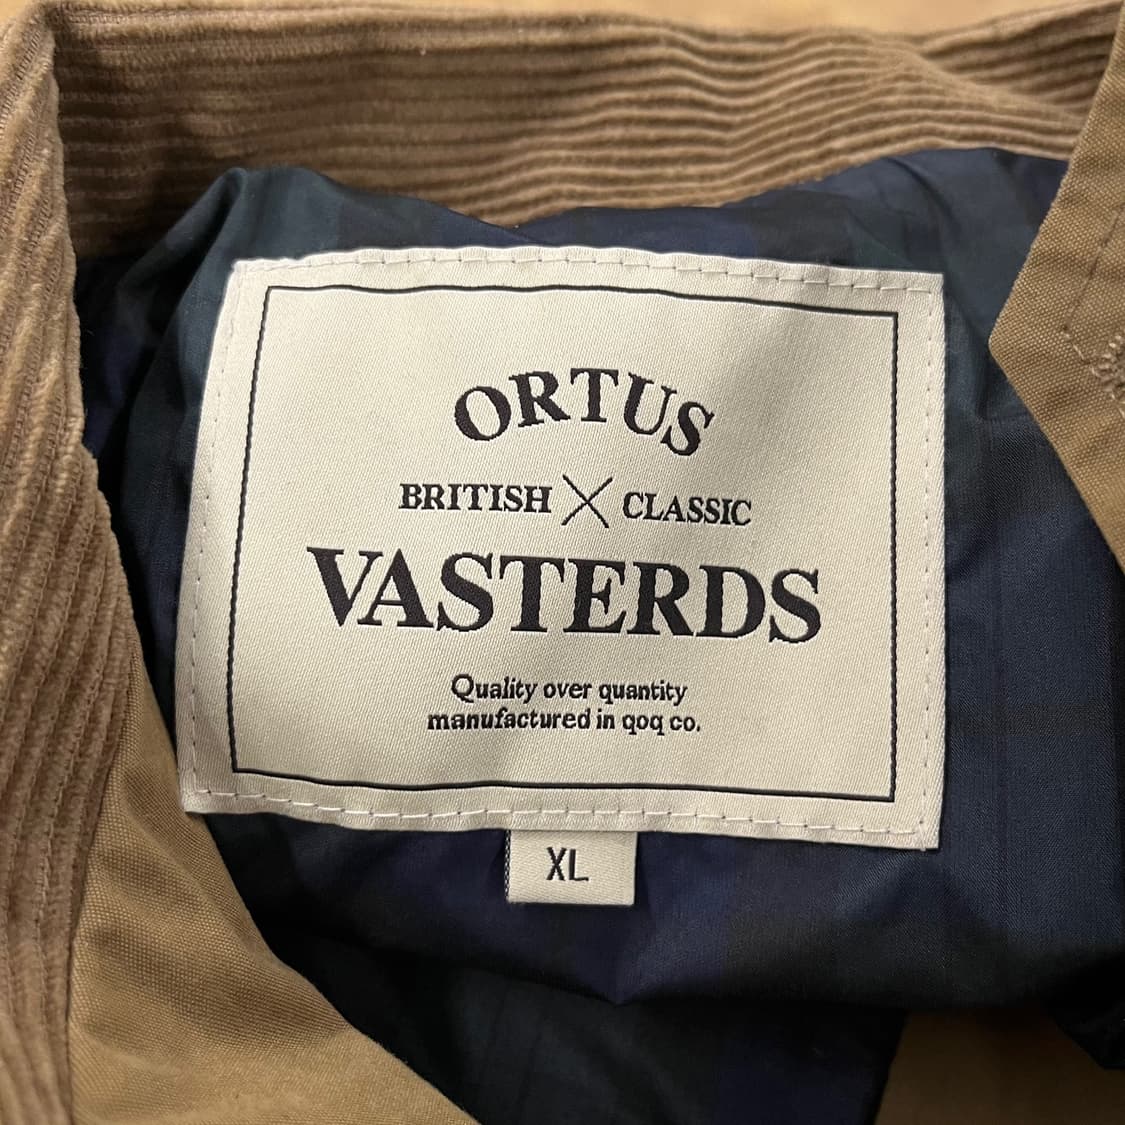 ORTUS
BRITISH X CLASSIC
VASTERDS
Quality over quantity
manufactured in qoq co.
XL